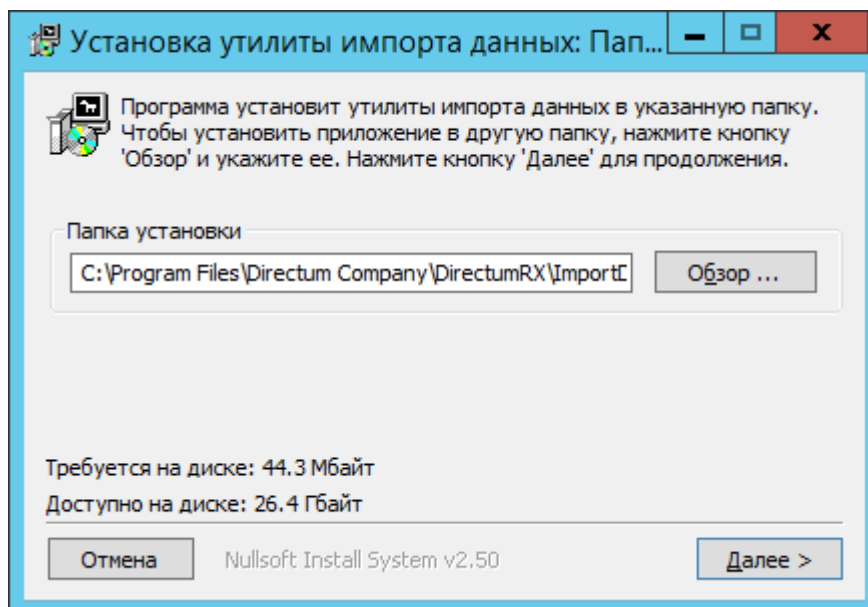 Установка утилиты импорта данных: Пап...
Программа установит утилиты импорта данных в указанную папку.
Чтобы установить приложение в другую папку, нажмите кнопку
'Обзор' и укажите ее. Нажмите кнопку 'Далее' для продолжения.
Папка установки
C:\Program Files\Directum Company\DirectumRX\ImportD
Обзор ...
Требуется на диске: 44.3 Мбайт
Доступно на диске: 26.4 Гбайт
Отмена
Nullsoft Install System v2.50
Далее >